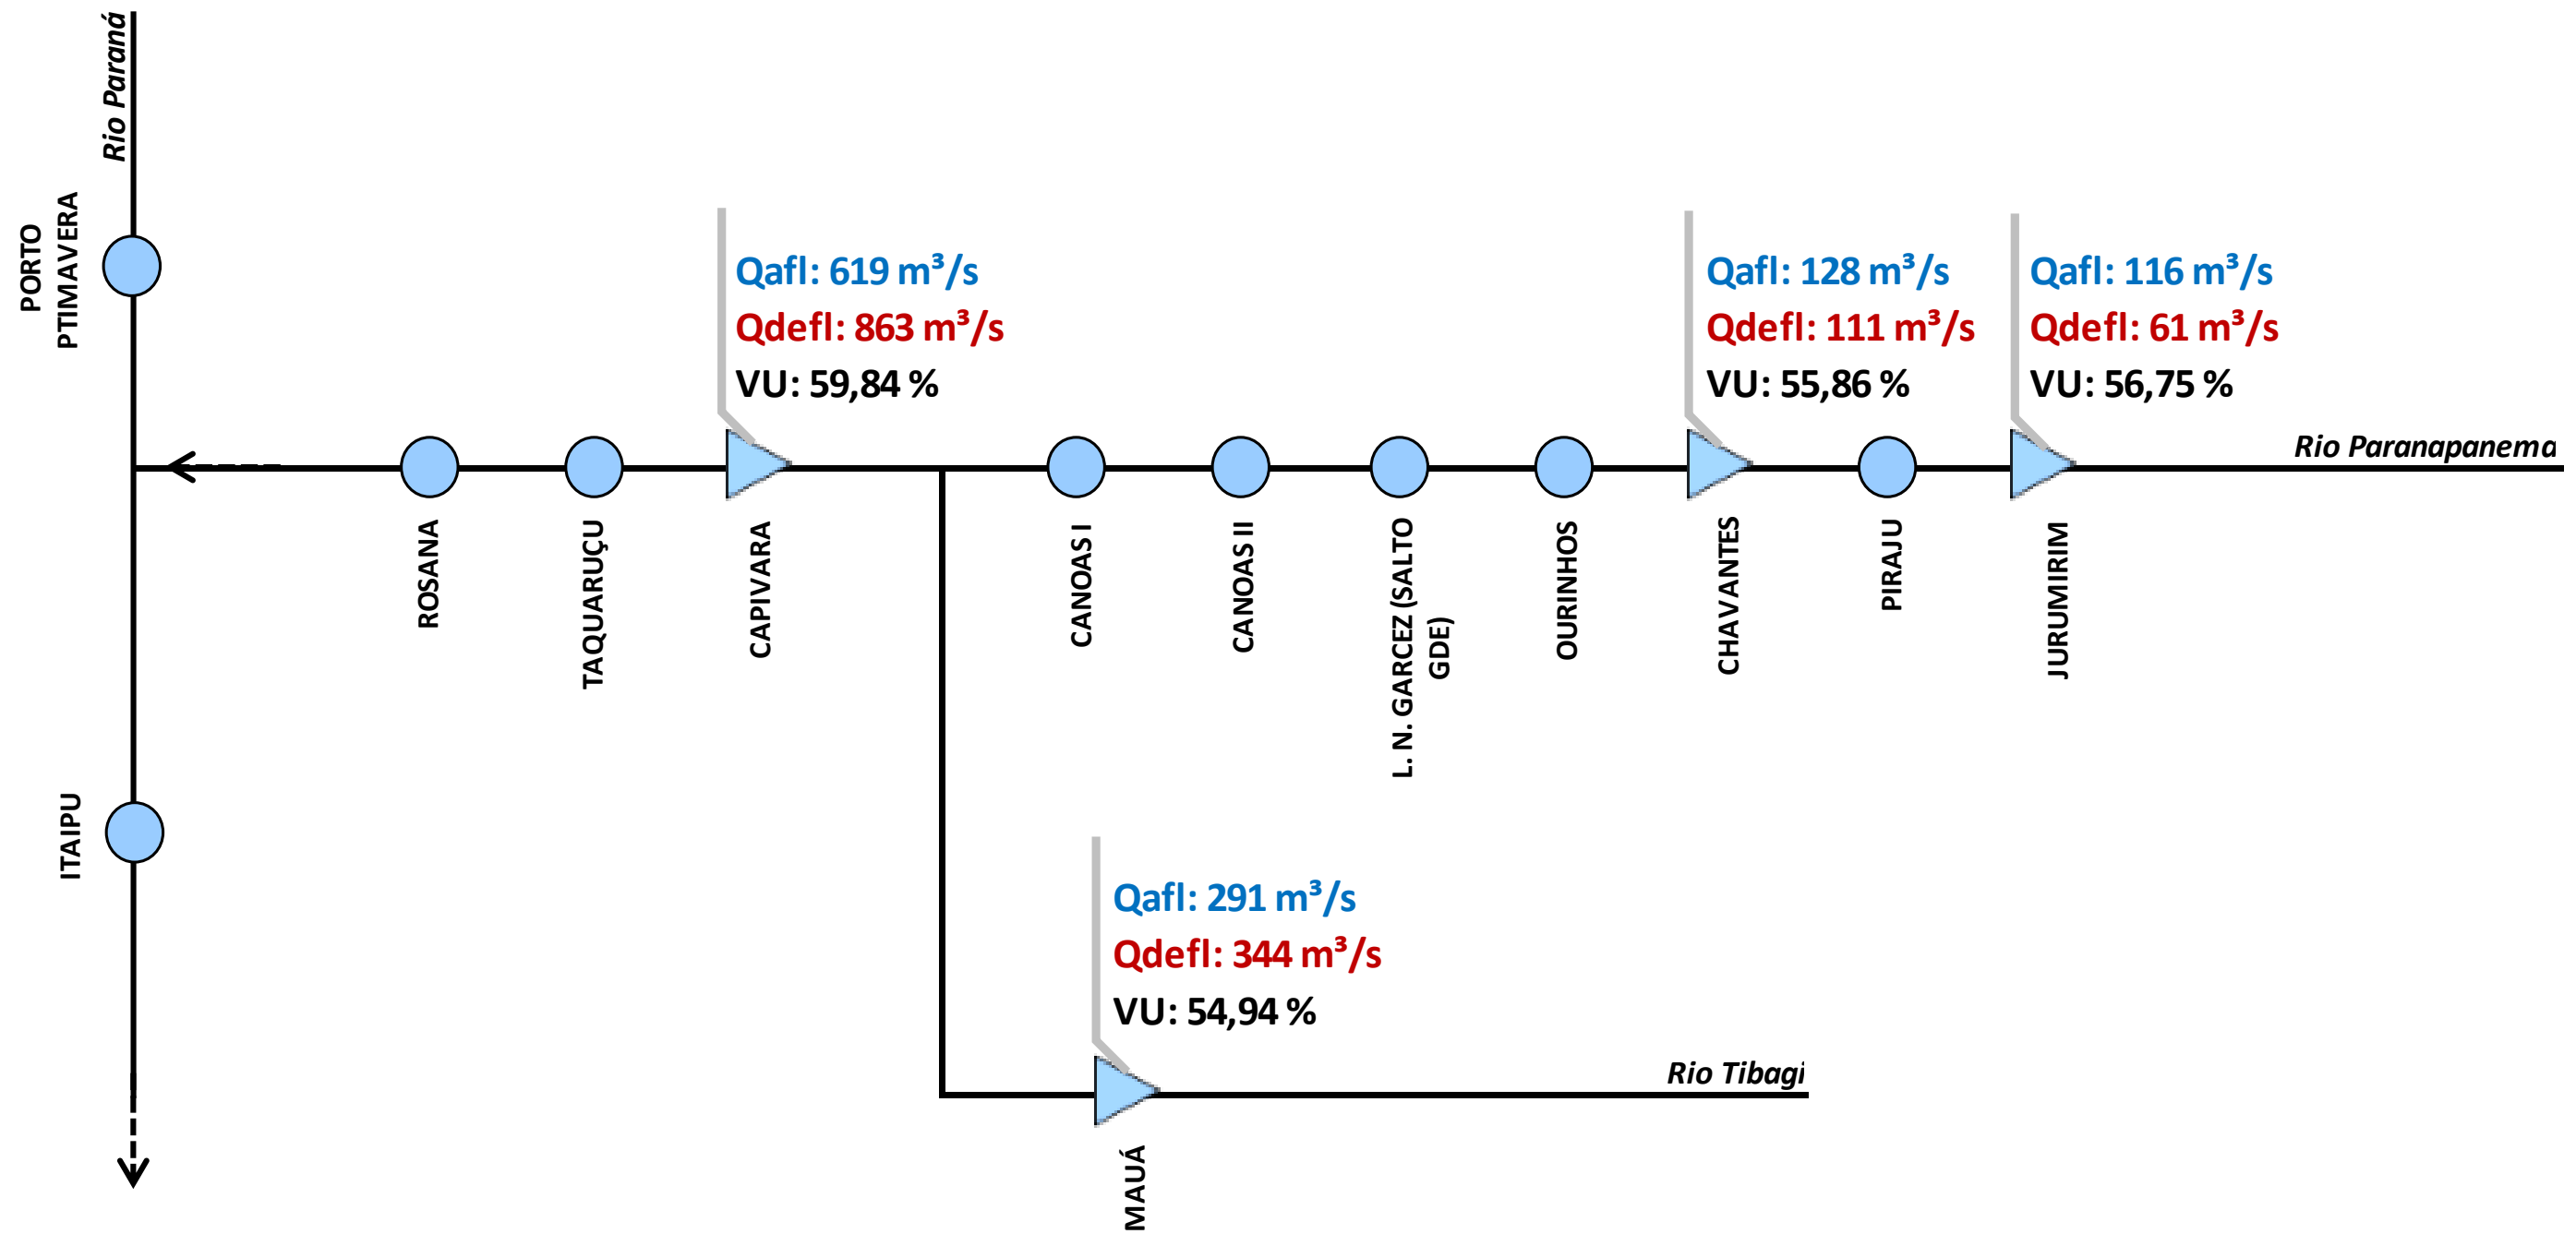 Rio Paraná
PORTO
PTIMAVERA
Qafl: 619 m³/s
Qdefl: 863 m³/s
VU: 59,84 %
Qafl: 128 m³/s
Qdefl: 111 m³/s
VU: 55,86 %
Qafl: 116 m³/s
Qdefl: 61 m³/s
VU: 56,75 %
Rio Paranapanema
ROSANA
TAQUARUÇU
CAPIVARA
CANOAS I
CANOAS II
L. N. GARCEZ (SALTO
GDE)
OURINHOS
CHAVANTES
PIRAJU
JURUMIRIM
ITAIPU
Qafl: 291 m³/s
Qdefl: 344 m³/s
VU: 54,94 %
Rio Tibagi
MAUÁ